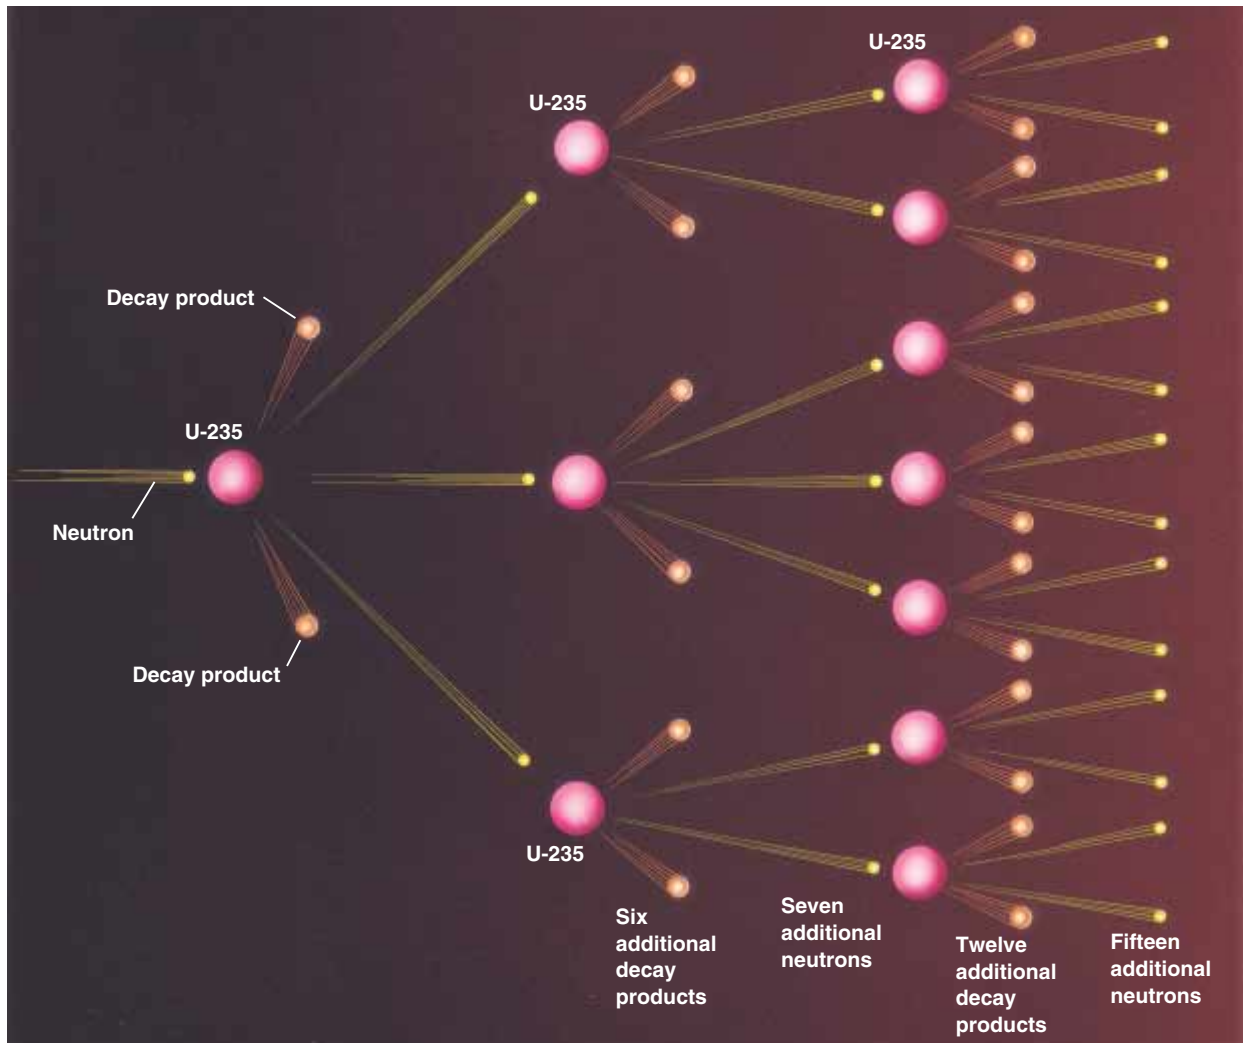 U-235
U-235
Decay product
U-235
Neutron
Decay product
U-235
Six
additional
decay
products
Seven
additional
neutrons
Twelve
additional
decay
products
Fifteen
additional
neutrons